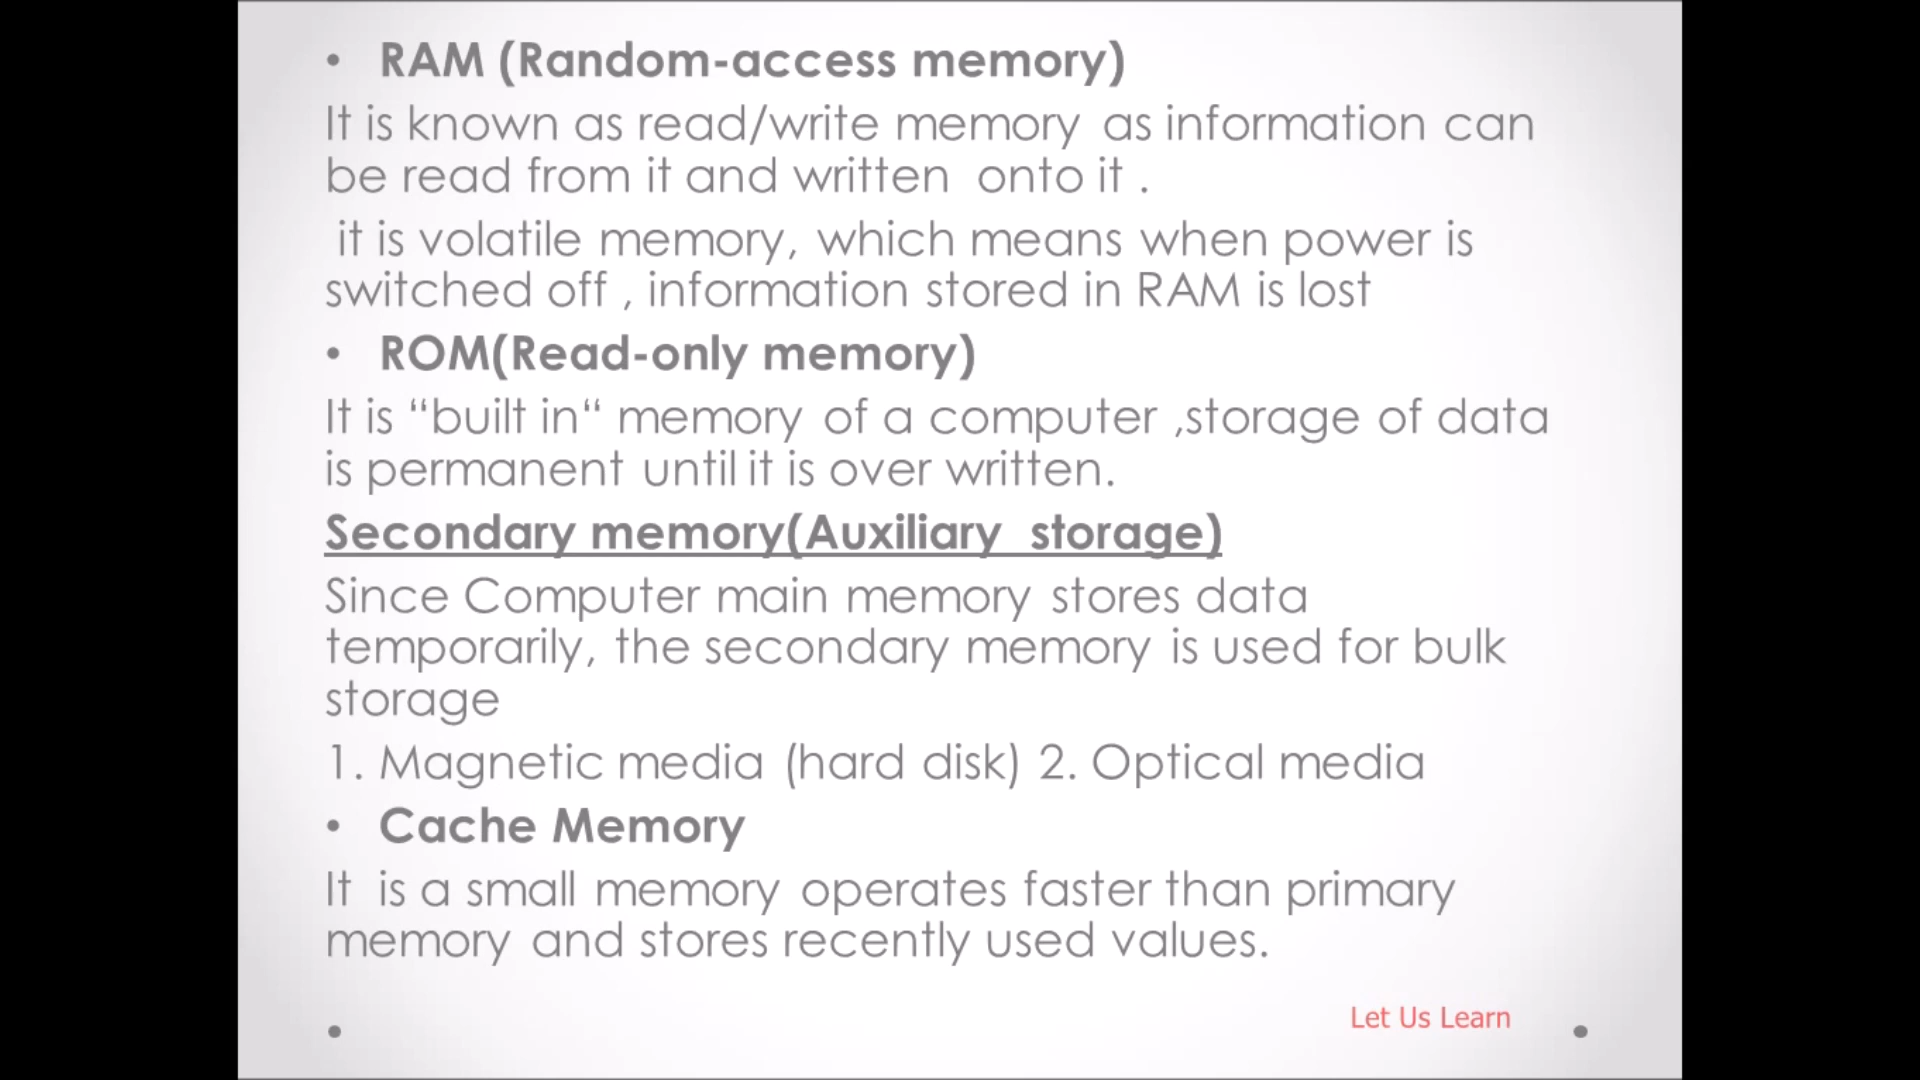 • RAM (Random-access memory)
It is known as read/write memory as information can
be read from it and written onto it .
it is volatile memory, which means when power is
switched off , information stored in RAM is lost
• ROM(Read-only memory)
It is “built in“ memory of a computer ,storage of data
is permanent until it is over written.
Secondary memory(Auxiliary storage)
Since Computer main memory stores data
temporarily, the secondary memory is used for bulk
storage
1. Magnetic media (hard disk) 2. Optical media
• Cache Memory
It is a small memory operates faster than primary
memory and stores recently used values.
Let Us Learn